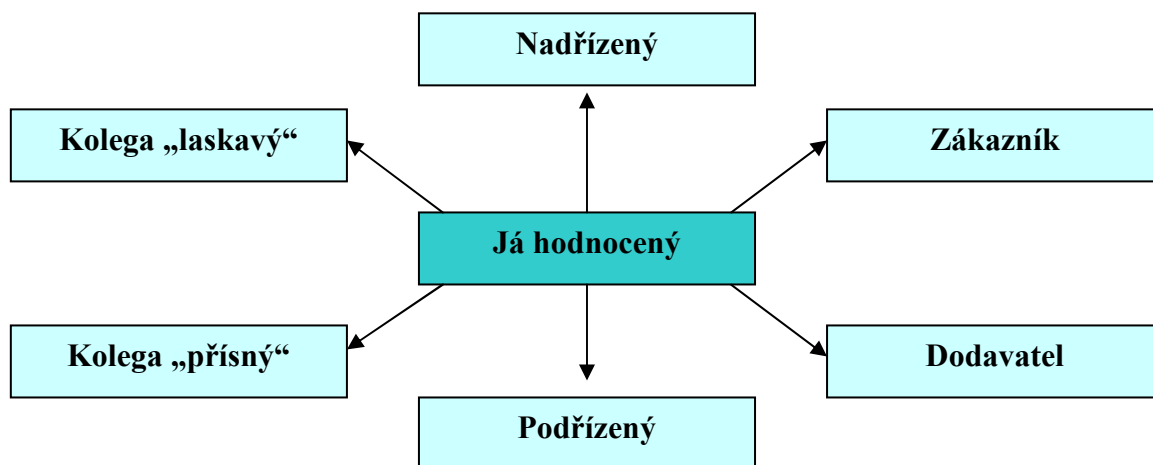 Nadřízený
Kolega „laskavý“
Zákazník
Já hodnocený
Kolega „přísný“
Dodavatel
Podřízený